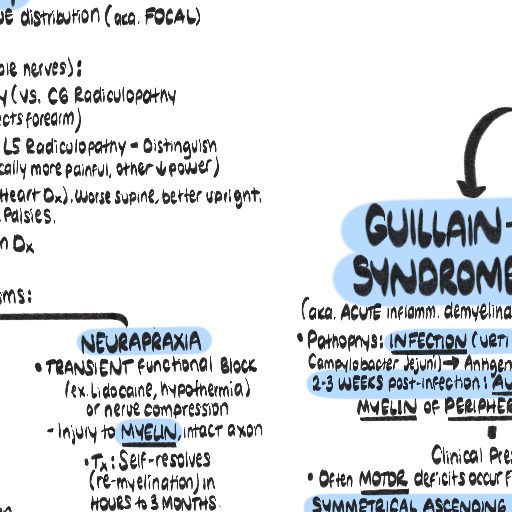 distribution (aka. FOCAL)
nerves):
(vs. C6 Radiculopathy
forearm)
L5 Radiculopathy - Distinguish
more painful, other ↓ power)
Heart Dx). Worse supine, better upright.
Palsies.
Dx
NEURAPRAXIA
• TRANSIENT Functional BLOCK
(ex. Lidocaine, hypothermia)
or nerve compression
- Injury to MYELIN, intact axon
• Tx: Self-resolves
(re-myelination) in
HOURS to 3 MONTHS.
GUILLAIN-
SYNDROME
(aka. ACUTE inflamm. demyelina
• Pathophys: INFECTION (URTI
Campylobacter Jejuni) → Antigen
2-3 WEEKS post-infection: AU
MYELIN OF PERIPHER
Clinical Pres
• Often MOTOR deficits occur F
SYMMETRICAL ASCENDING